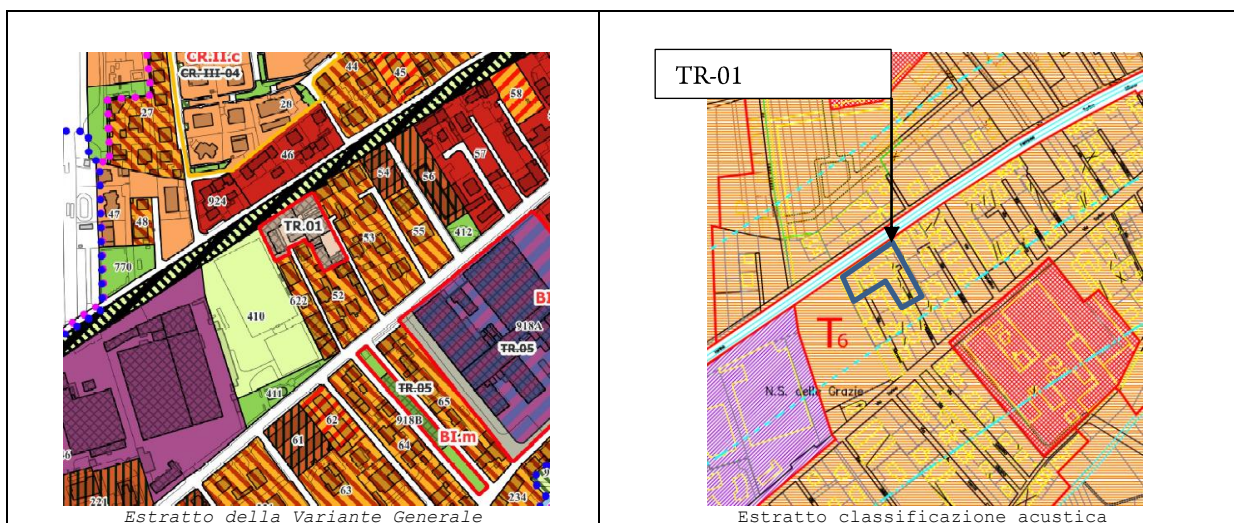 TR-01
CR.II.c
CR. III-04
44
45
27
28
58
46
57
54
56
924
47
48
TR.01
53
55
412
770
410
622
52
BI
918A
TR.05
T6
N.S. delle Grazie
411
TR.05
65
918B
62
BI.m
61
64
63
234
Estratto della Variante Generale
Estratto classificazione acustica